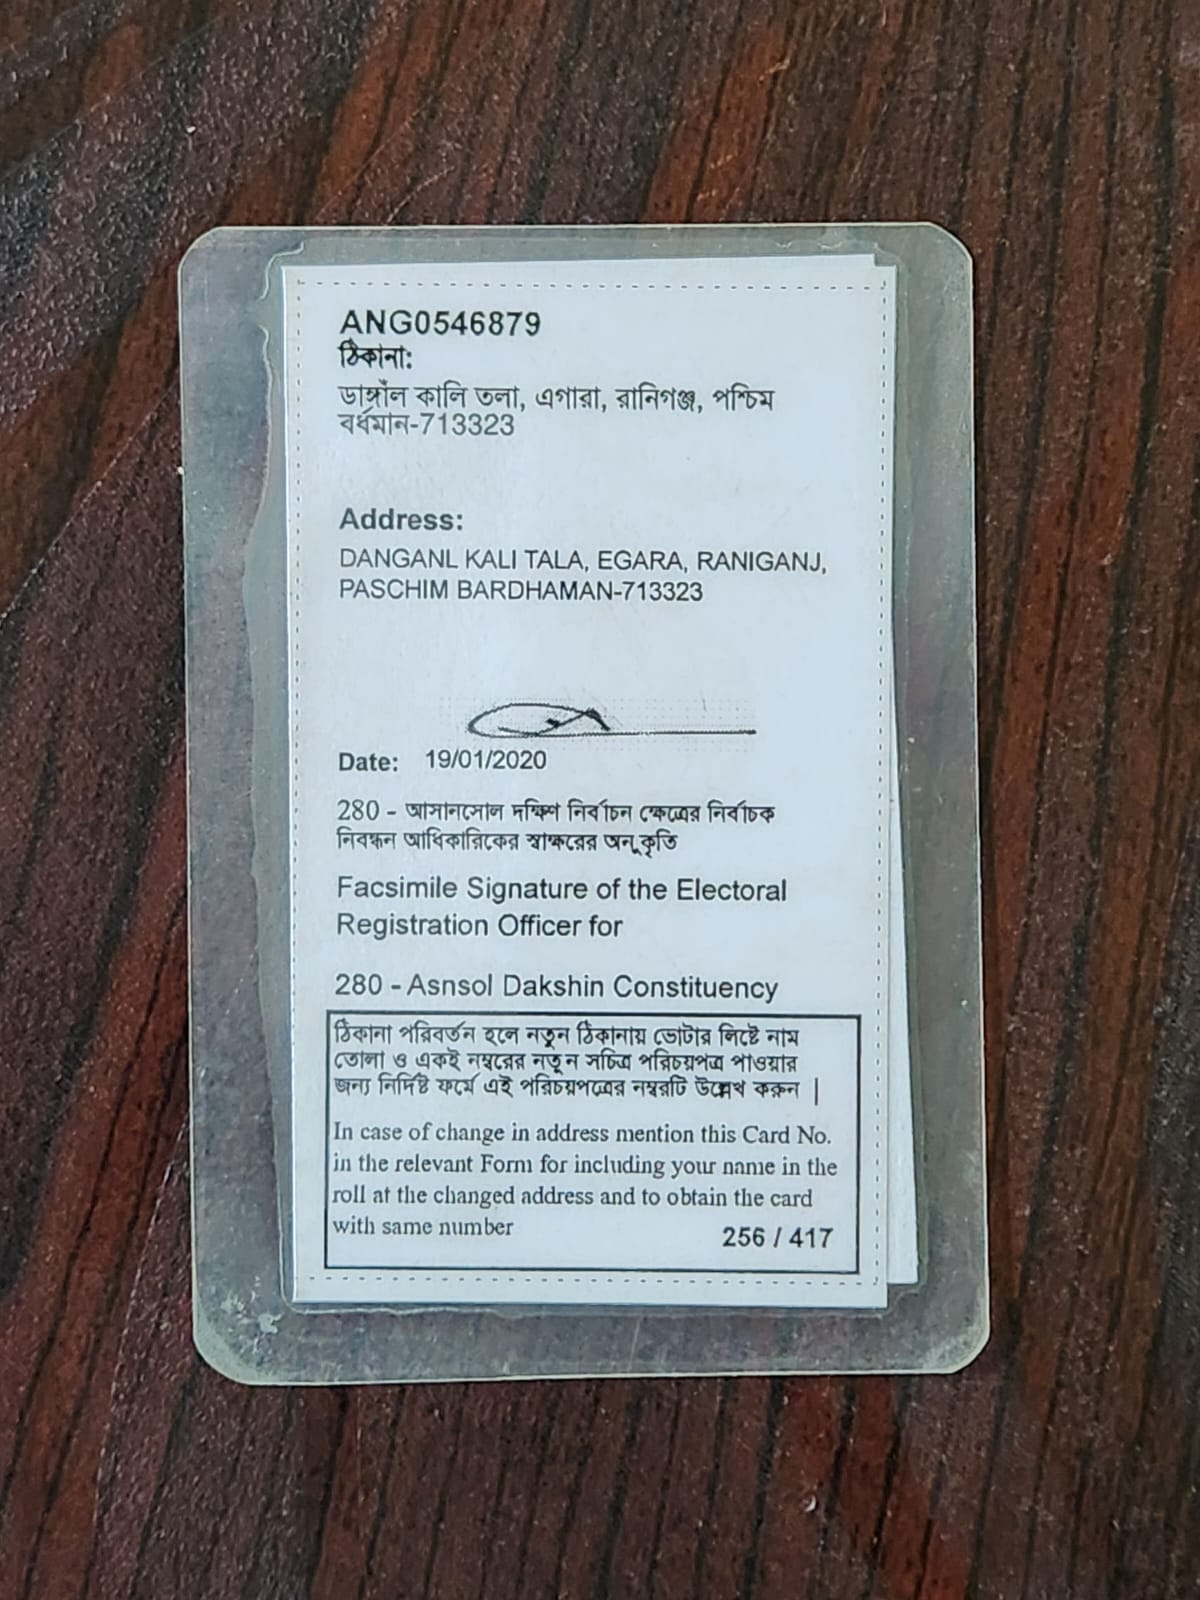 ANG0546879
ঠিকানা:
ডাঙ্গাঁল কালি তলা, এগারা, রানিগঞ্জ, পশ্চিম
বর্ধমান-713323
Address:
DANGANL KALI TALA, EGARA, RANIGANJ,
PASCHIM BARDHAMAN-713323
Date: 19/01/2020
280 - আসানসোল দক্ষিণ নির্বাচন ক্ষেত্রের নির্বাচক
নিবন্ধন আধিকারিকের স্বাক্ষরের অনুকৃতি
Facsimile Signature of the Electoral
Registration Officer for
280 - Asnsol Dakshin Constituency
ঠিকানা পরিবর্তন হলে নতুন ঠিকানায় ভোটার লিষ্টে নাম
তোলা ও একই নম্বরের নতুন সচিত্র পরিচয়পত্র পাওয়ার
জন্য নির্দিষ্ট ফর্মে এই পরিচয়পত্রের নম্বরটি উল্লেখ করুন |
In case of change in address mention this Card No.
in the relevant Form for including your name in the
roll at the changed address and to obtain the card
with same number
256 / 417